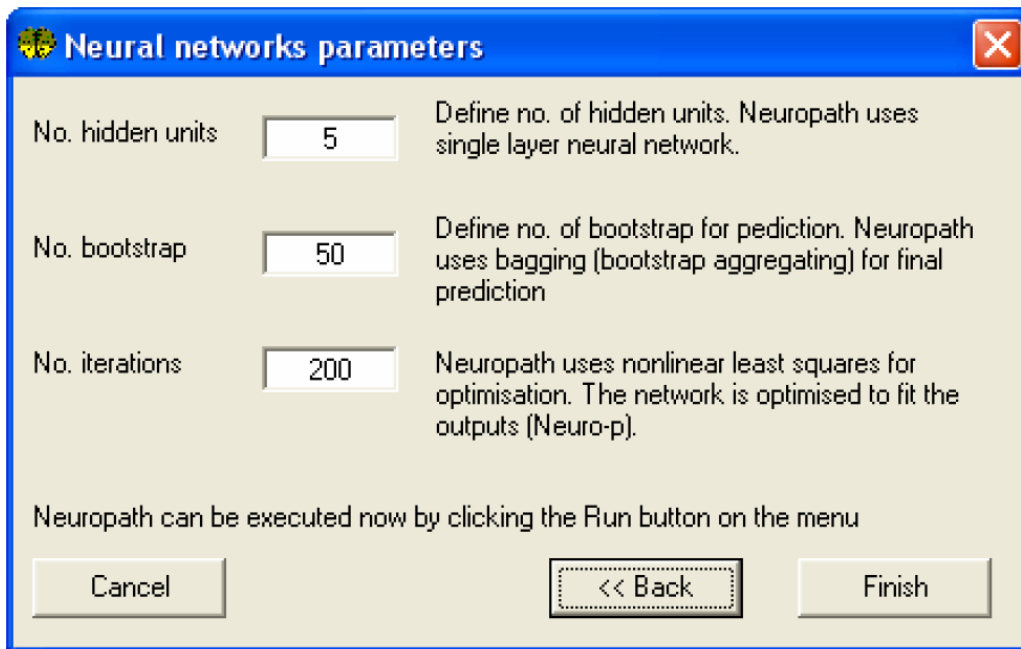 Neural networks parameters
No. hidden units
5
Define no. of hidden units. Neuropath uses
single layer neural network.
No. bootstrap
50
Define no. of bootstrap for pediction. Neuropath
uses bagging (bootstrap aggregating) for final
prediction
No. iterations
200
Neuropath uses nonlinear least squares for
optimisation. The network is optimised to fit the
outputs (Neuro-p).
Neuropath can be executed now by clicking the Run button on the menu
Cancel
<< Back
Finish